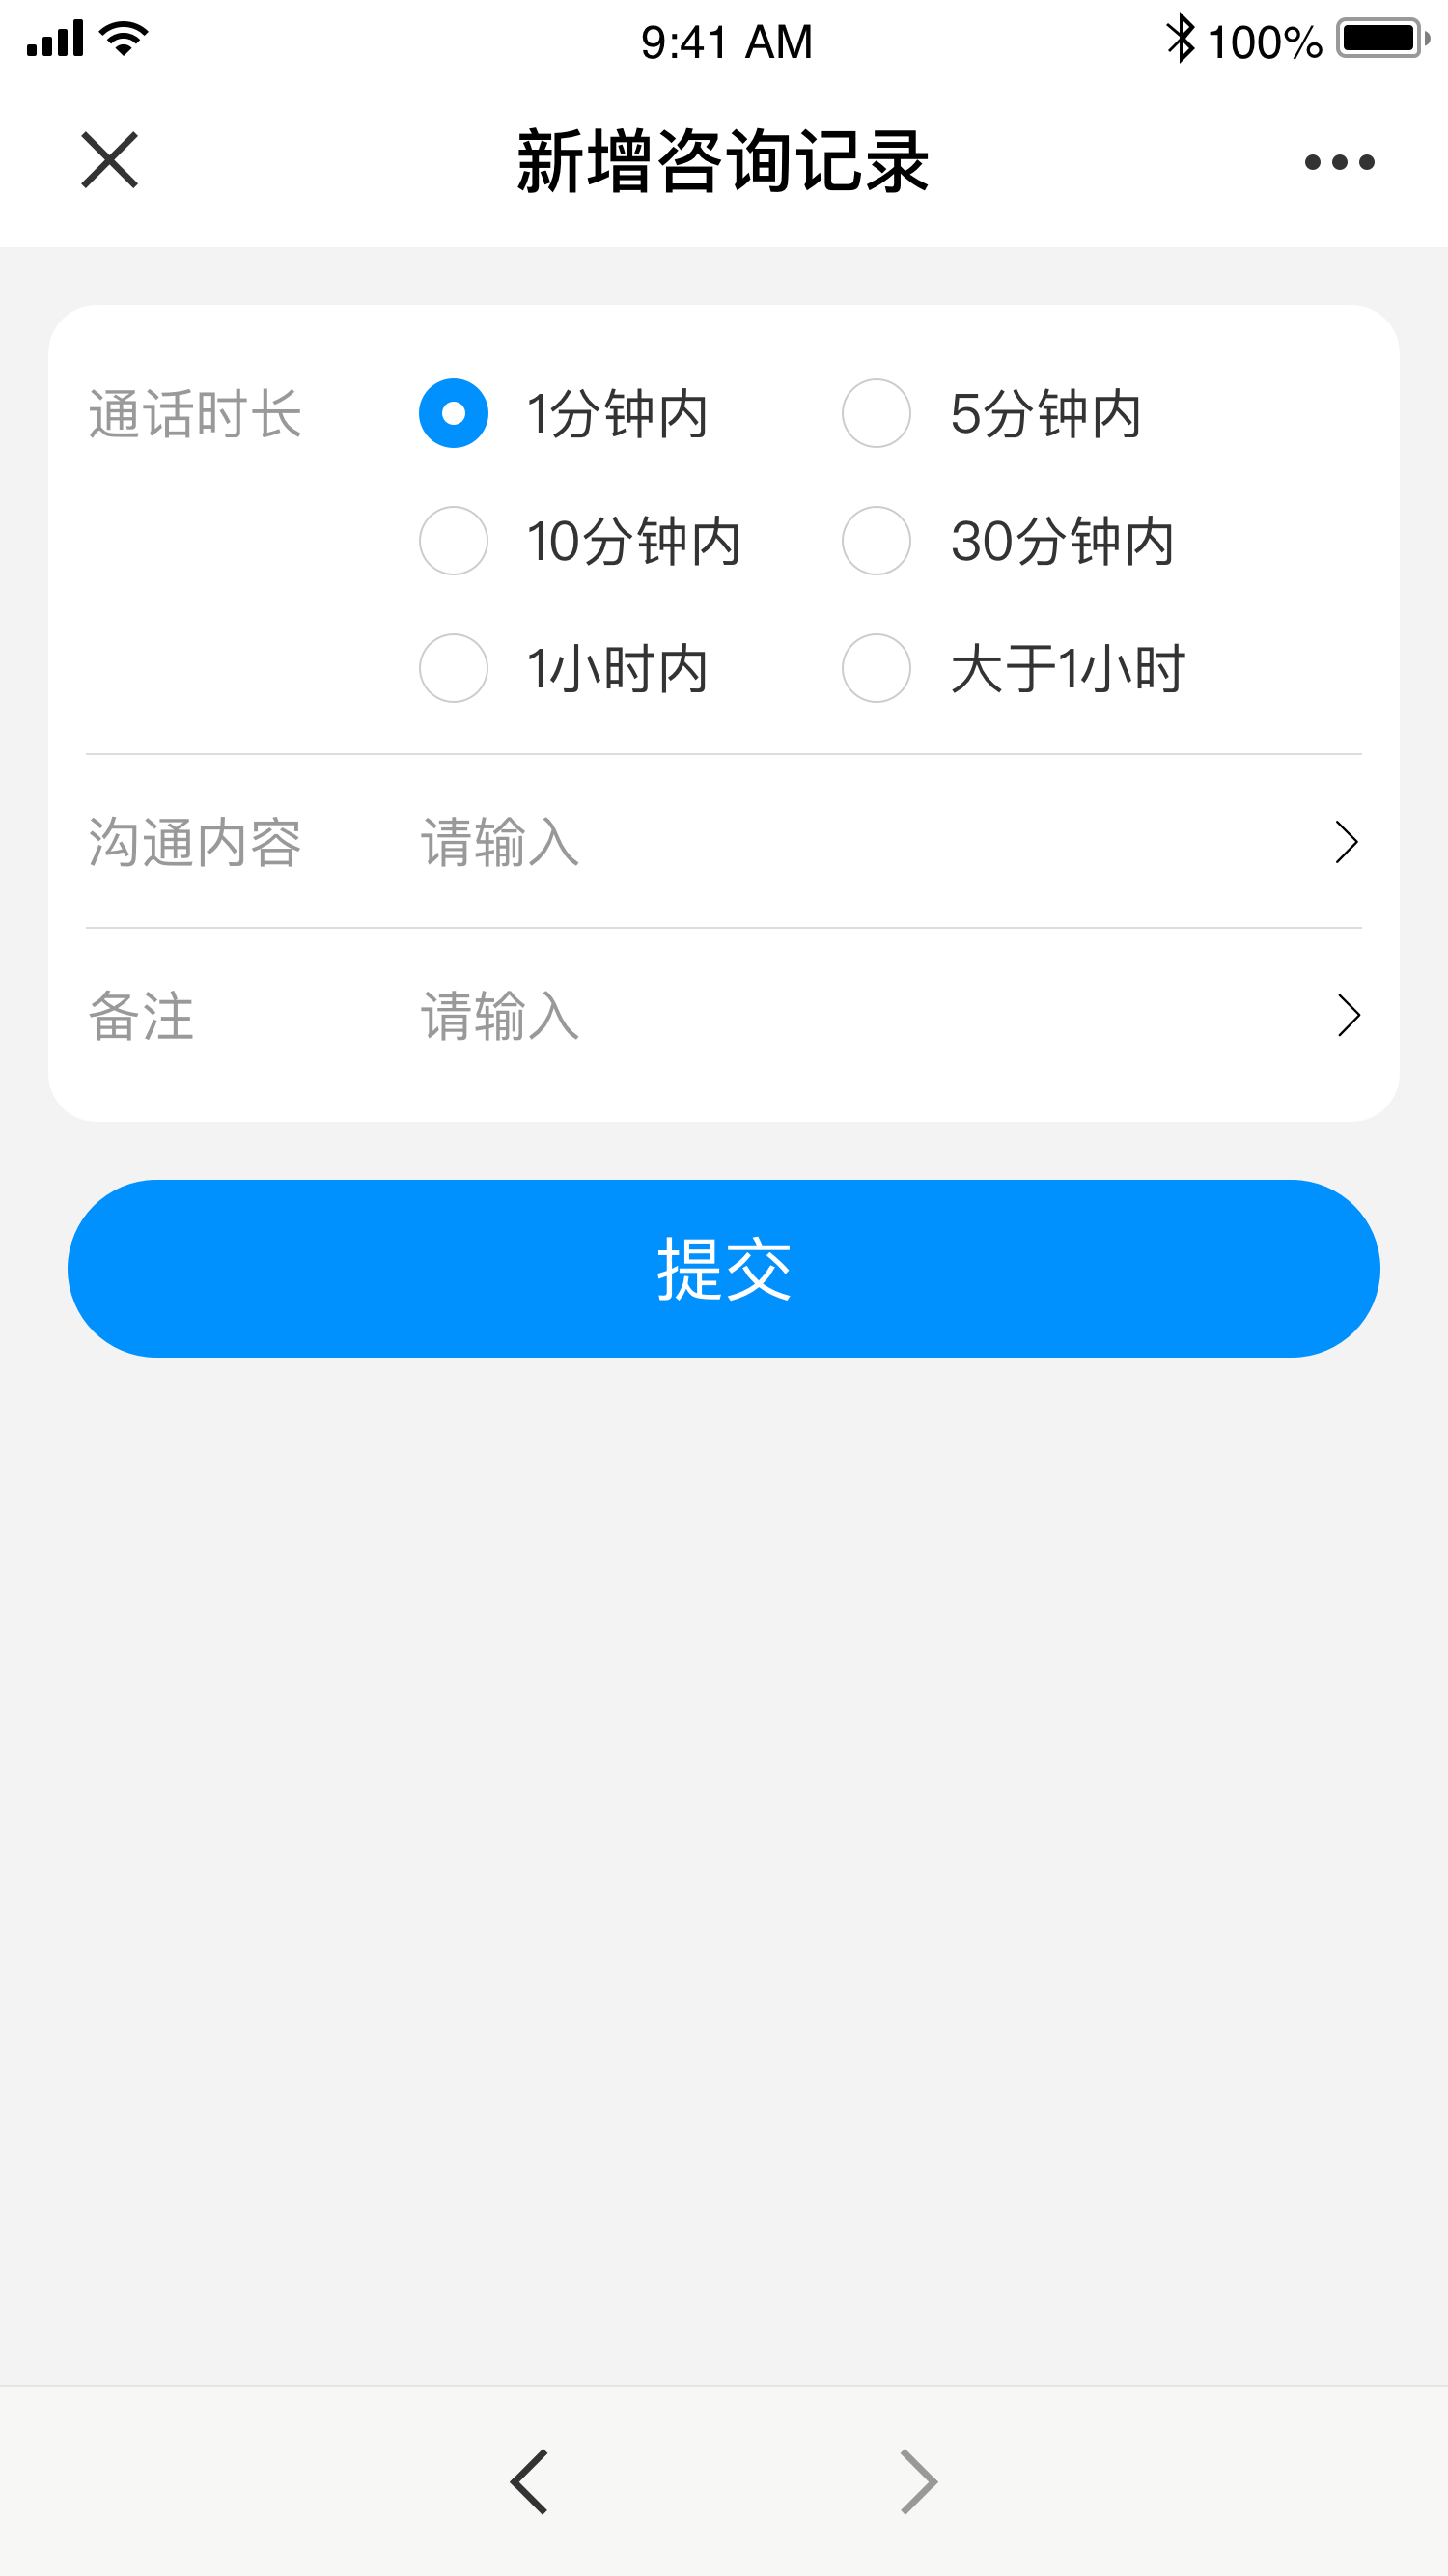 9:41 AM 100%
新增咨询记录
通话时长 1分钟内 5分钟内
10分钟内 30分钟内
1小时内 大于1小时
沟通内容 请输入
备注 请输入
提交